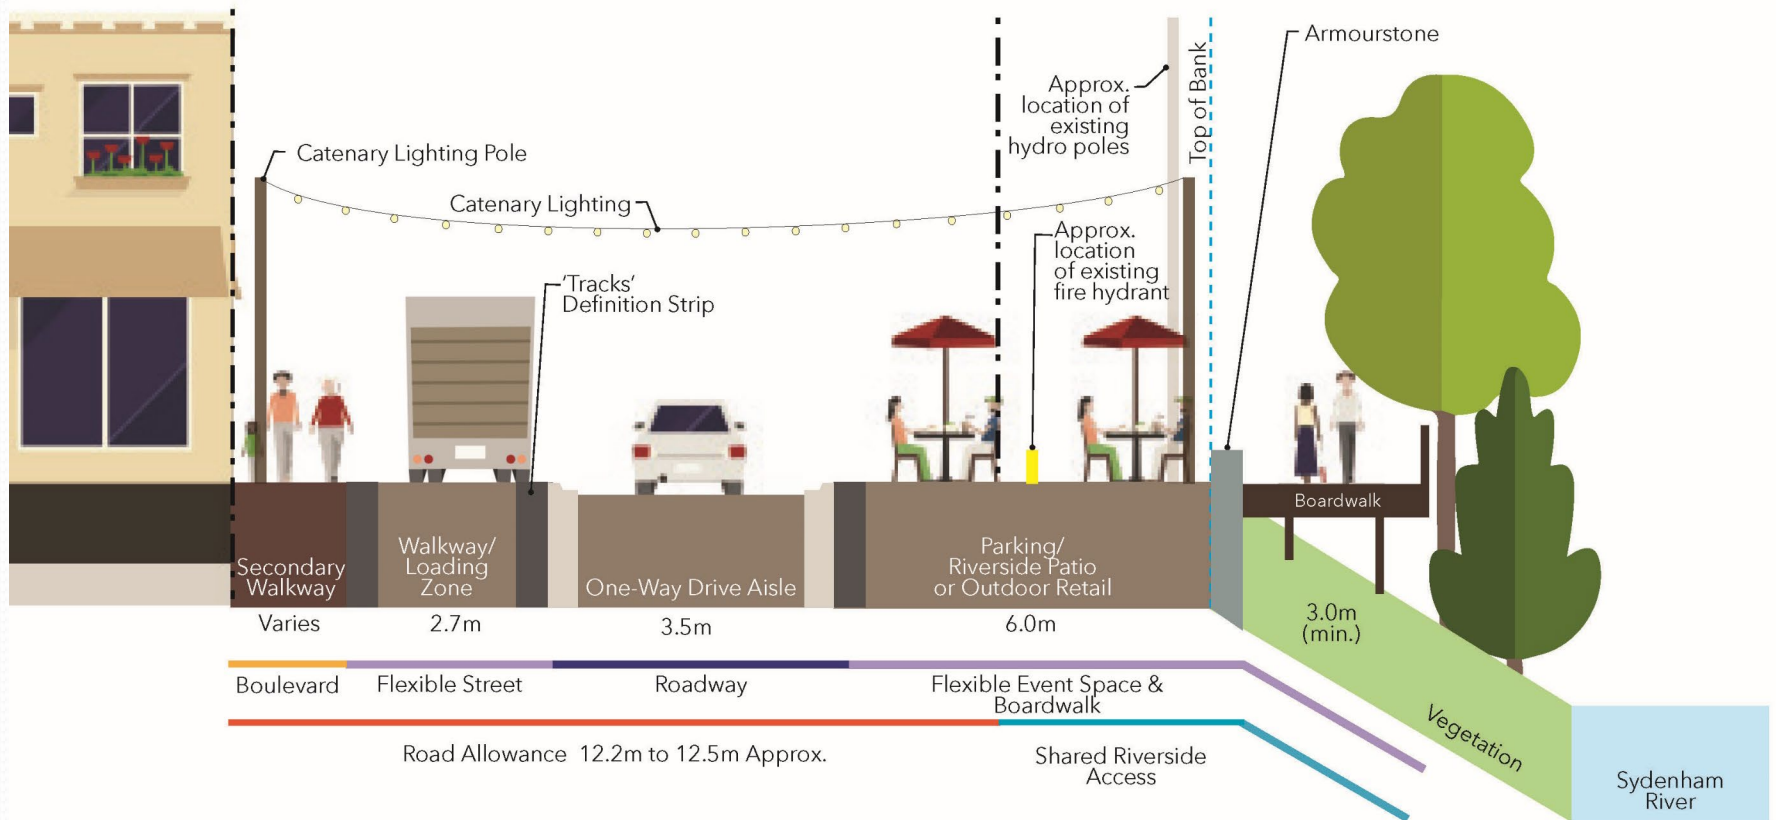 Armourstone
Approx.
location of
existing
hydro poles
Top of Bank
Catenary Lighting Pole
Catenary Lighting
Approx.
location
of existing
fire hydrant
'Tracks'
Definition Strip
Boardwalk
Secondary
Walkway
Walkway/
Loading
Zone
One-Way Drive Aisle
Parking/
Riverside Patio
or Outdoor Retail
Varies
2.7m
3.5m
6.0m
3.0m
(min.)
Boulevard
Flexible Street
Roadway
Flexible Event Space &
Boardwalk
Vegetation
Road Allowance 12.2m to 12.5m Approx.
Shared Riverside
Access
Sydenham
River